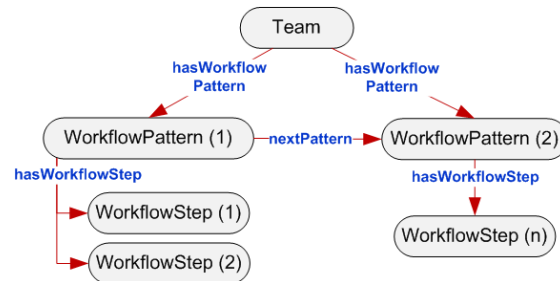 Team
hasWorkflow
Pattern
hasWorkflow
Pattern
WorkflowPattern (1)
nextPattern
WorkflowPattern (2)
hasWorkflowStep
hasWorkflowStep
WorkflowStep (1)
WorkflowStep (n)
WorkflowStep (2)